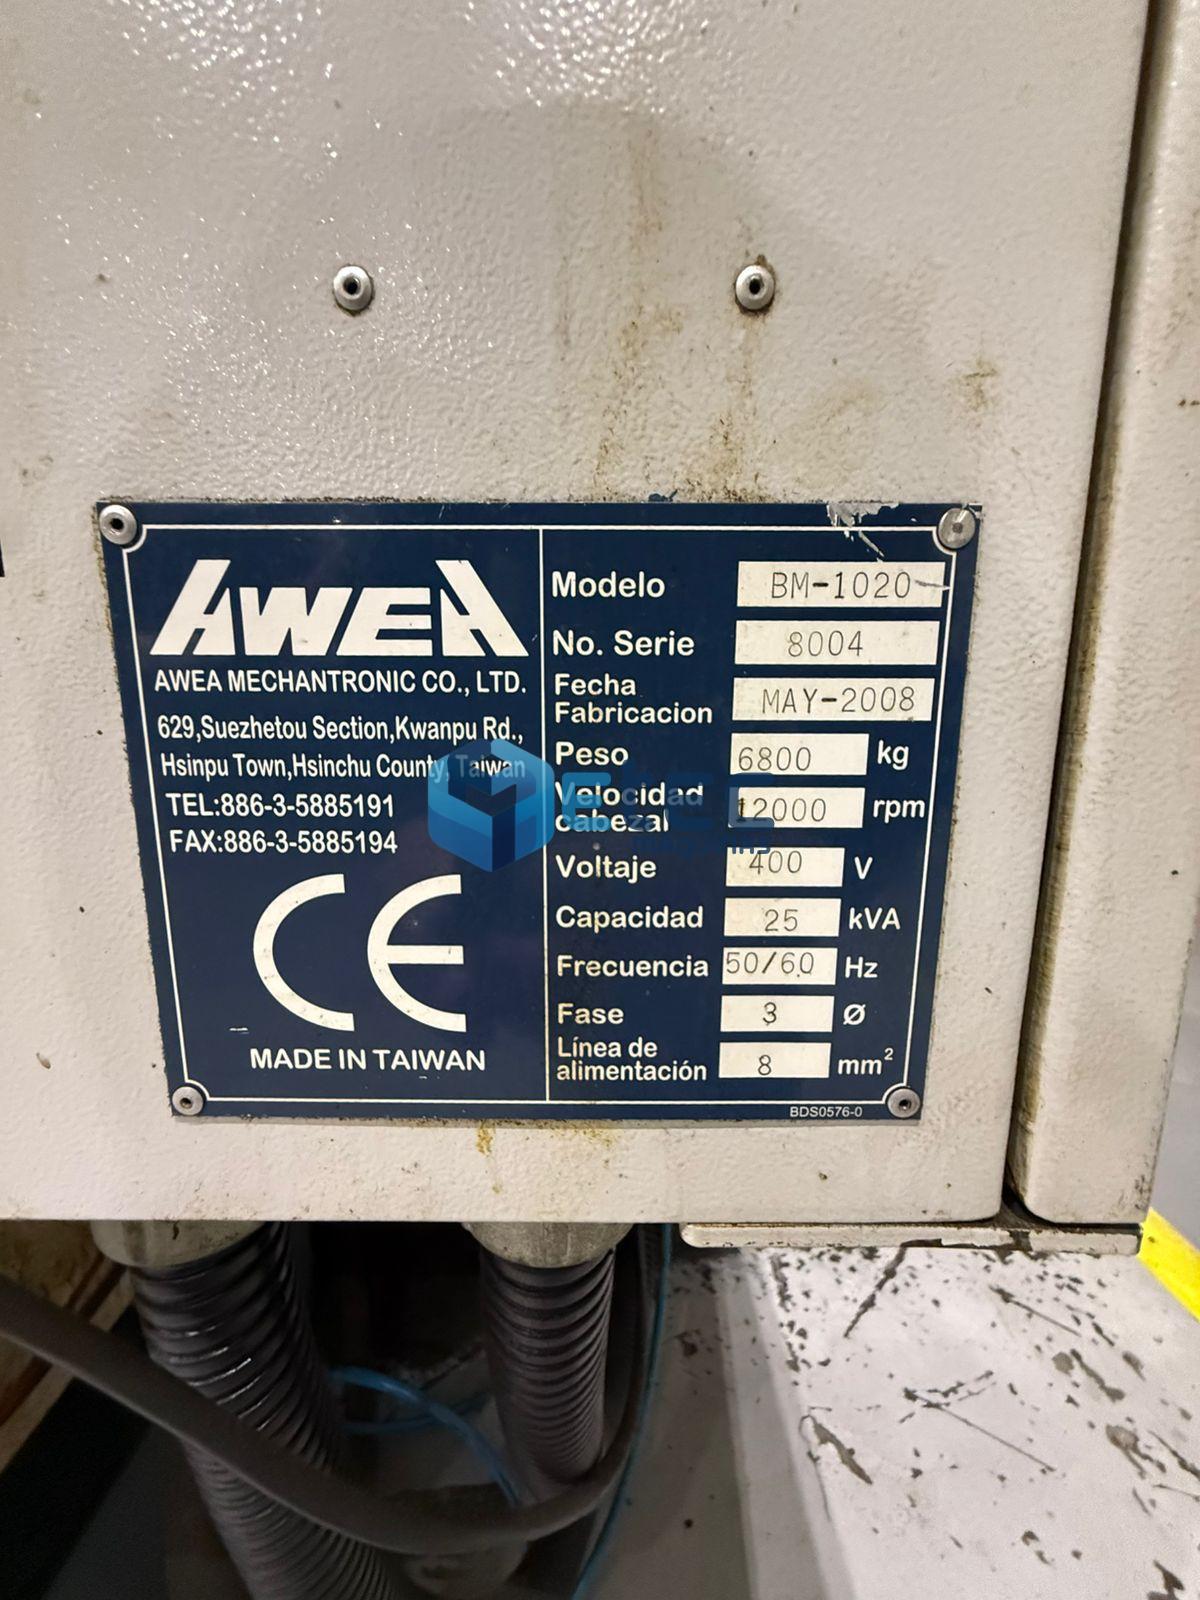 AWEA
AWEA MECHANTRONIC CO., LTD.
629,Suezhetou Section,Kwanpu Rd.,
Hsinpu Town,Hsinchu County, Taiwan
TEL:886-3-5885191
FAX:886-3-5885194
CE
MADE IN TAIWAN
Modelo BM-1020
No. Serie 8004
Fecha
Fabricacion MAY-2008
Peso 6800 kg
Velocidad
cabezal 12000 rpm
Voltaje 400 V
Capacidad 25 kVA
Frecuencia 50/60 Hz
Fase 3 Ø
Línea de
alimentación 8 mm²
BDS0576-0